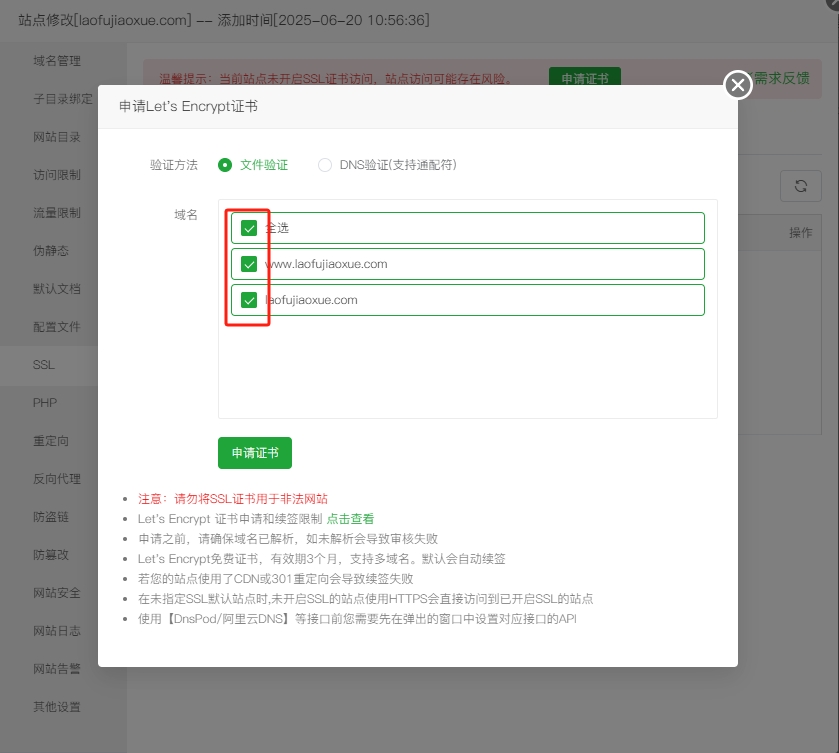 站点修改[laofujiaoxue.com] -- 添加时间[2025-06-20 10:56:36]
域名管理
子目录绑定
网站目录
访问限制
流量限制
伪静态
默认文档
配置文件
SSL
PHP
重定向
反向代理
防盗链
防篡改
网站安全
网站日志
网站告警
其他设置
温馨提示：当前站点未开启SSL证书访问，站点访问可能存在风险。
申请证书
需求反馈
操作
申请Let's Encrypt证书
验证方法 文件验证 DNS验证(支持通配符)
域名
全选
www.laofujiaoxue.com
laofujiaoxue.com
申请证书
注意：请勿将SSL证书用于非法网站
Let's Encrypt 证书申请和续签限制 点击查看
申请之前，请确保域名已解析，如未解析会导致审核失败
Let's Encrypt免费证书，有效期3个月，支持多域名。默认会自动续签
若您的站点使用了CDN或301重定向会导致续签失败
在未指定SSL默认站点时,未开启SSL的站点使用HTTPS会直接访问到已开启SSL的站点
使用【DnsPod/阿里云DNS】等接口前您需要先在弹出的窗口中设置对应接口的API